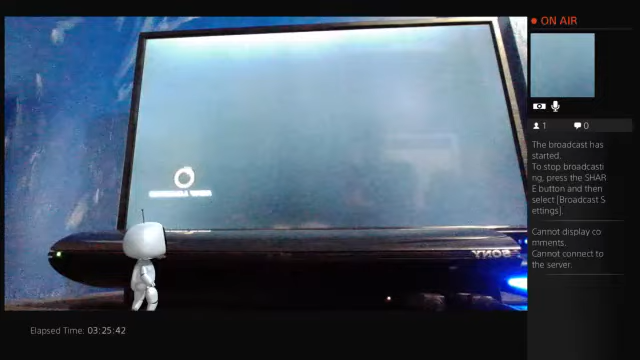 ON AIR
1 0
The broadcast has
started.
To stop broadcasti
ng, press the SHAR
E button and then
select [Broadcast S
ettings].
Cannot display co
mments.
Cannot connect to
the server.
SONY
Elapsed Time: 03:25:42